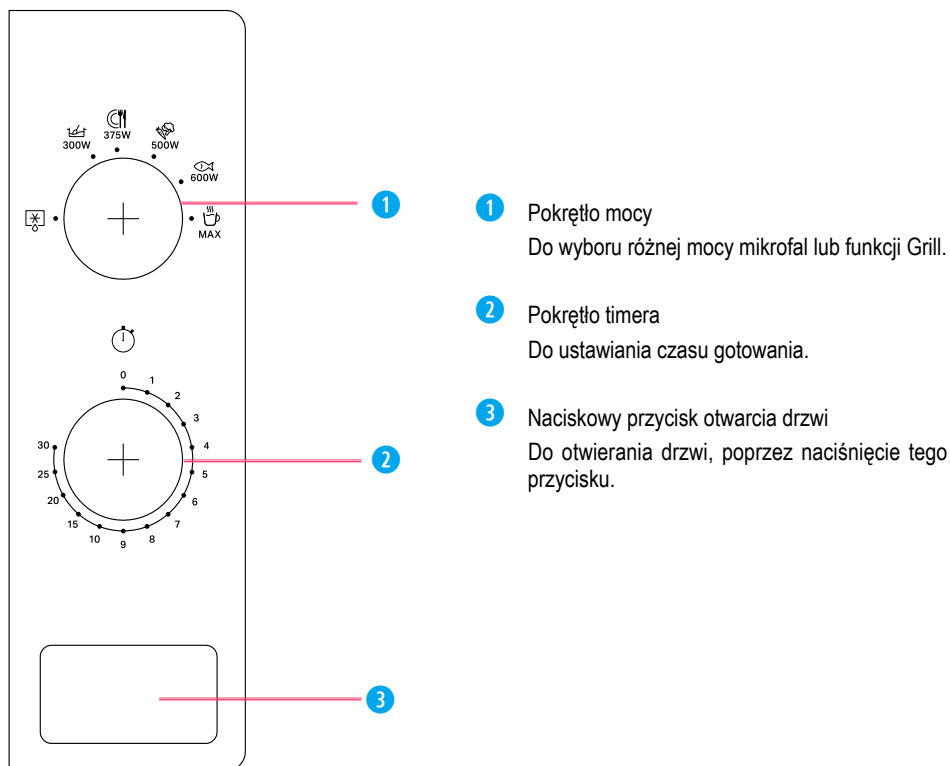 375W
300W
500W
600W
MAX
0
1
2
3
4
5
6
7
8
9
10
15
20
25
30
1
2
3
1 Pokrętło mocy
Do wyboru różnej mocy mikrofal lub funkcji Grill.
2 Pokrętło timera
Do ustawiania czasu gotowania.
3 Naciskowy przycisk otwarcia drzwi
Do otwierania drzwi, poprzez naciśnięcie tego
przycisku.